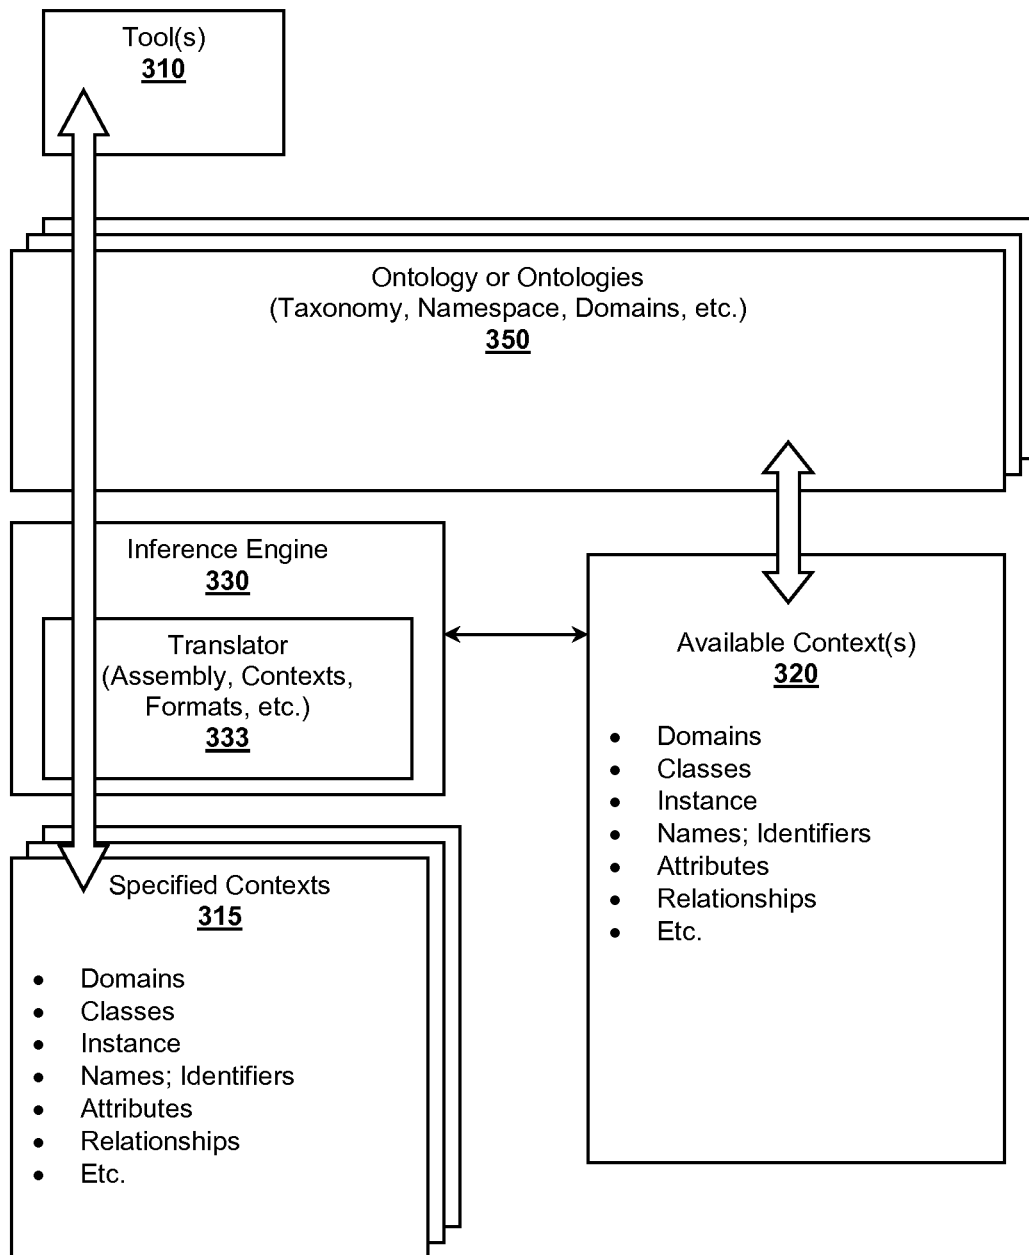 Tool(s)
310
Ontology or Ontologies
(Taxonomy, Namespace, Domains, etc.)
350
Inference Engine
330
Translator
(Assembly, Contexts,
Formats, etc.)
333
Available Context(s)
320
• Domains
• Classes
• Instance
• Names; Identifiers
• Attributes
• Relationships
• Etc.
Specified Contexts
315
• Domains
• Classes
• Instance
• Names; Identifiers
• Attributes
• Relationships
• Etc.